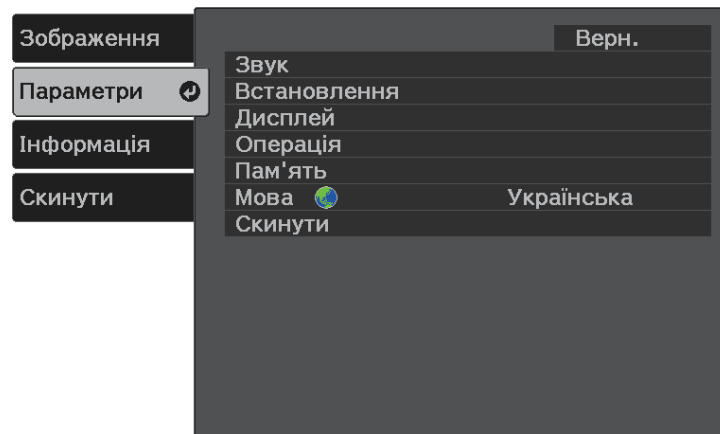 Зображення
Параметри
Інформація
Скинути
Верн.
Звук
Встановлення
Дисплей
Операція
Пам'ять
Мова Українська
Скинути